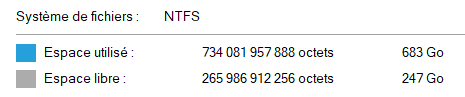 Système de fichiers : NTFS
Espace utilisé : 734 081 957 888 octets 683 Go
Espace libre : 265 986 912 256 octets 247 Go